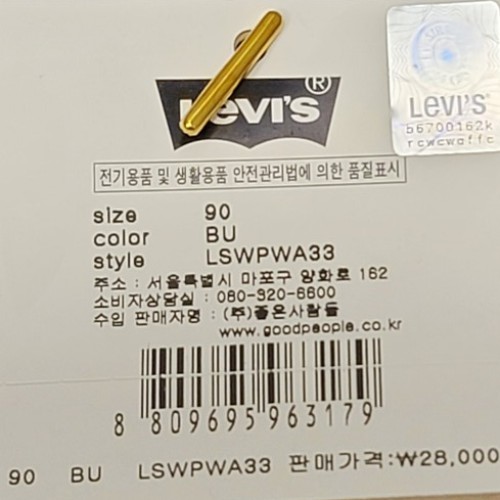 Levi's®
Levi's
b6700162k
rcwcwaffc
전기용품 및 생활용품 안전관리법에 의한 품질표시
size 90
color BU
style LSWPWA33
주소 : 서울특별시 마포구 양화로 162
소비자상담실 : 080-920-6600
수입 판매자명 : (주)좋은사람들
www.goodpeople.co.kr
8 809695 963179
90 BU LSWPWA33 판매가격:₩28,000